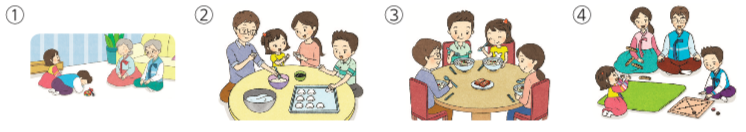 ① ② ③ ④